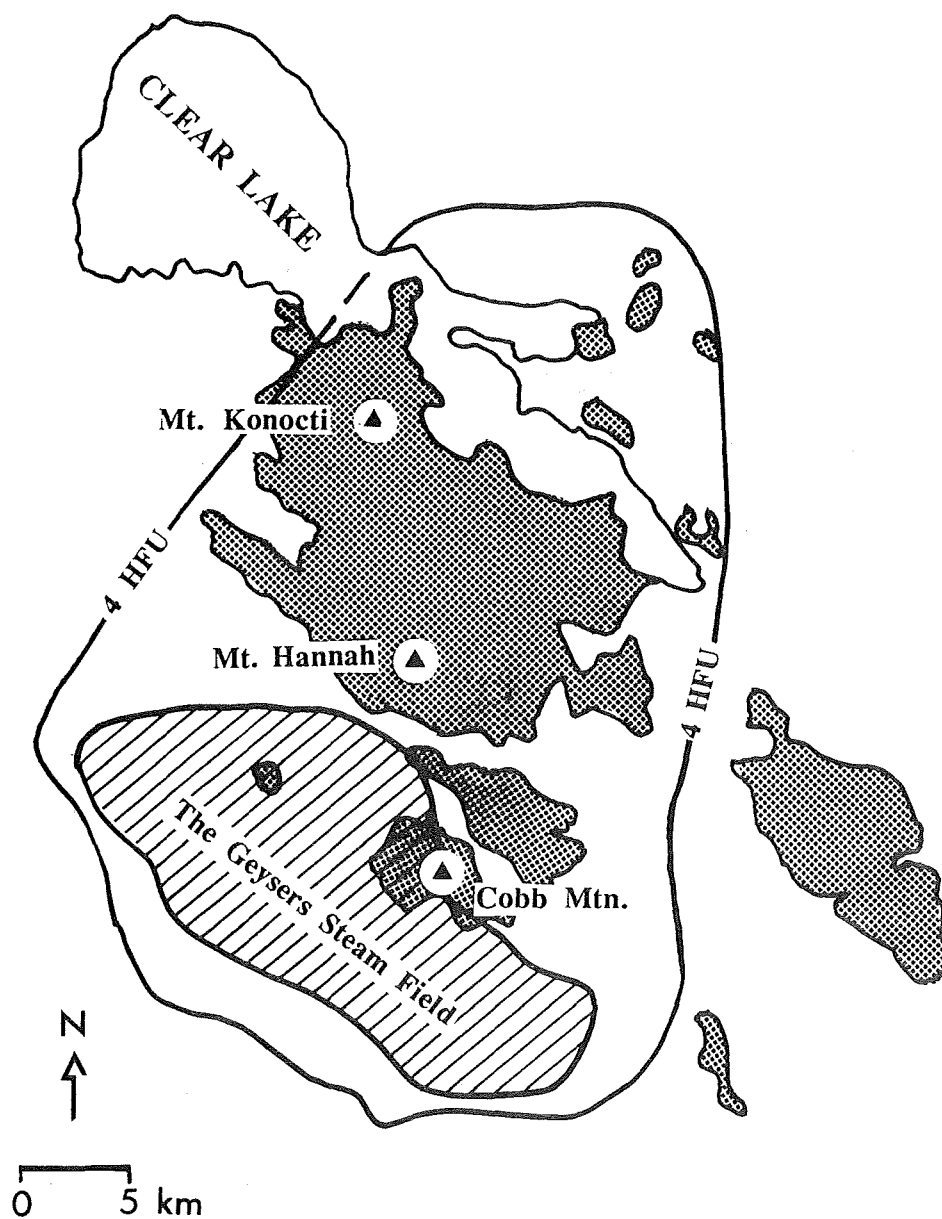 CLEAR LAKE
Mt. Konocti
4 HFU
Mt. Hannah
4 HFU
The Geysers Steam Field
Cobb Mtn.
N
0 5 km